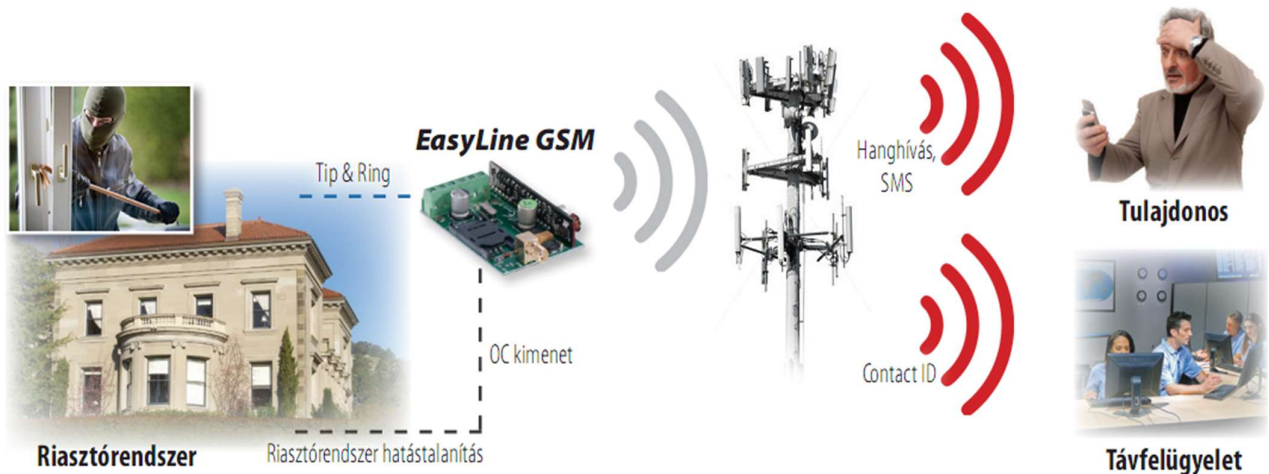 EasyLine GSM
Tip & Ring
Hanghívás,
SMS
Tulajdonos
OC kimenet
Contact ID
Riasztórendszer
Riasztórendszer hatástalanítás
Távfelügyelet